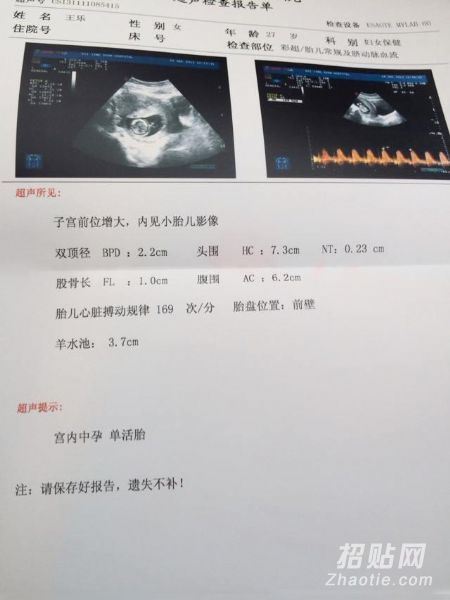 超声检查报告单
超声号 ES131111085415
姓 名 王乐 性 别 女 年 龄 27 岁 检查设备 ESAOTE MYLAB 60
住院号 床 号 科 别 妇女保健
检查部位 彩超/胎儿常规及脐动脉血流
超声所见:
子宫前位增大，内见小胎儿影像
双顶径 BPD : 2.2cm 头围 HC : 7.3cm NT: 0.23 cm
股骨长 FL : 1.0cm 腹围 AC : 6.2cm
胎儿心脏搏动规律 169 次/分 胎盘位置: 前壁
羊水池: 3.7cm
超声提示:
宫内中孕 单活胎
注: 请保存好报告, 遗失不补!
招贴网
Zhaotie.com